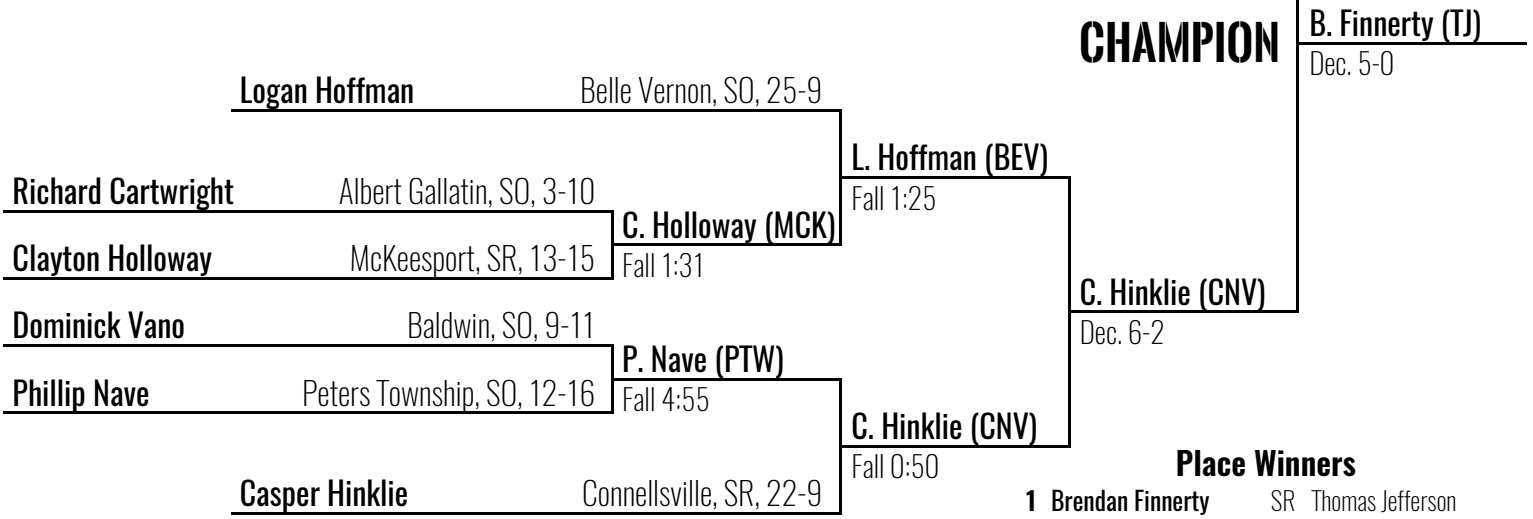 B. Finnerty (TJ)
CHAMPION
Dec. 5-0
Logan Hoffman Belle Vernon, SO, 25-9
L. Hoffman (BEV)
Fall 1:25
Richard Cartwright Albert Gallatin, SO, 3-10
C. Holloway (MCK)
Clayton Holloway McKeesport, SR, 13-15
Fall 1:31
C. Hinklie (CNV)
Dec. 6-2
Dominick Vano Baldwin, SO, 9-11
P. Nave (PTW)
Phillip Nave Peters Township, SO, 12-16
Fall 4:55
C. Hinklie (CNV)
Fall 0:50
Casper Hinklie Connellsville, SR, 22-9
Place Winners
1 Brendan Finnerty SR Thomas Jefferson